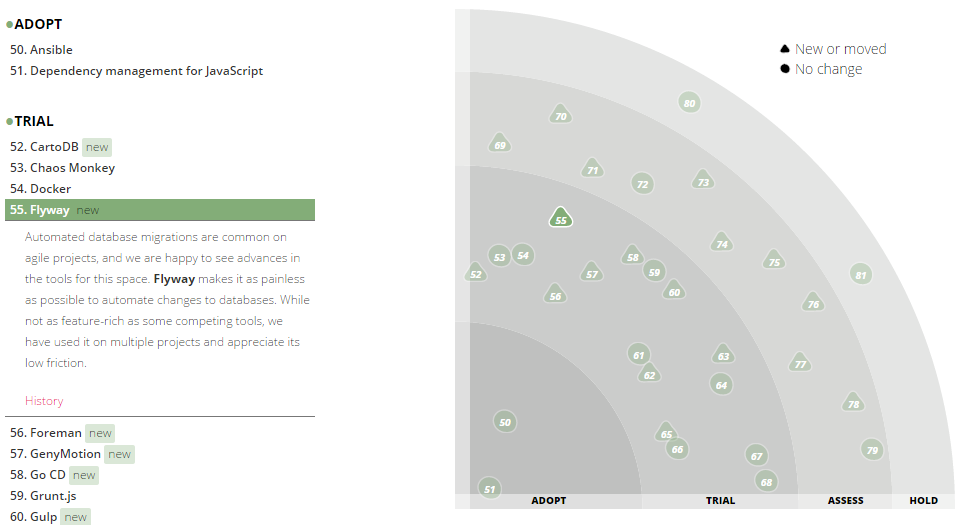 ADOPT
50. Ansible
51. Dependency management for JavaScript
TRIAL
52. CartoDB new
53. Chaos Monkey
54. Docker
55. Flyway new
Automated database migrations are common on
agile projects, and we are happy to see advances in
the tools for this space. Flyway makes it as painless
as possible to automate changes to databases. While
not as feature-rich as some competing tools, we
have used it on multiple projects and appreciate its
low friction.
History
56. Foreman new
57. GenyMotion new
58. Go CD new
59. Grunt.js
60. Gulp new
New or moved
No change
80
70
69
71
72
73
55
74
53
54
58
75
52
57
59
81
56
60
76
61
63
77
62
64
78
50
65
66
79
67
68
51
ADOPT
TRIAL
ASSESS
HOLD